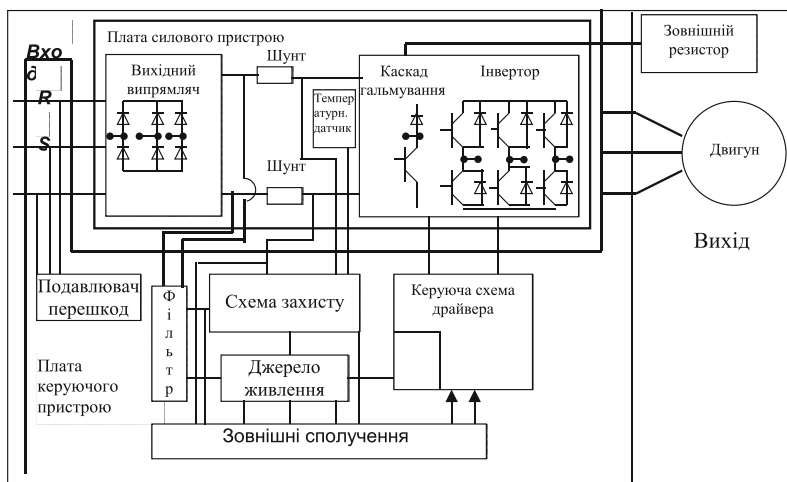 Плата силового пристрою
Зовнішній
резистор
Вхо
д
R
S
Вихідний
випрямляч
Шунт
Шунт
Темпер
атурн.
датчик
Каскад
гальмування
Інвертор
Двигун
Вихід
Подавлювач
перешкод
Ф
і
л
ь
т
р
Схема захисту
Керуюча схема
драйвера
Плата
керуючого
пристрою
Джерело
живлення
Зовнішні сполучення